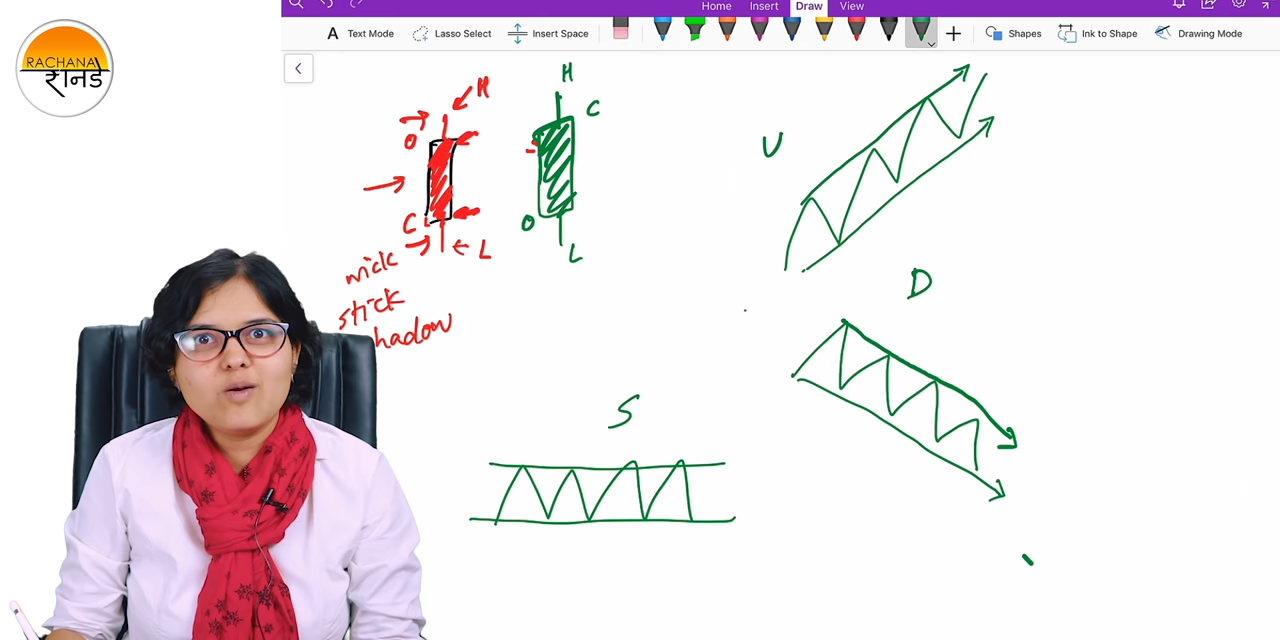 RACHANA
रानडे
Home Insert Draw View
A Text Mode Lasso Select Insert Space Shapes Ink to Shape Drawing Mode
H
O
C
L
wick
stick
hadow
H
C
O
L
U
D
S